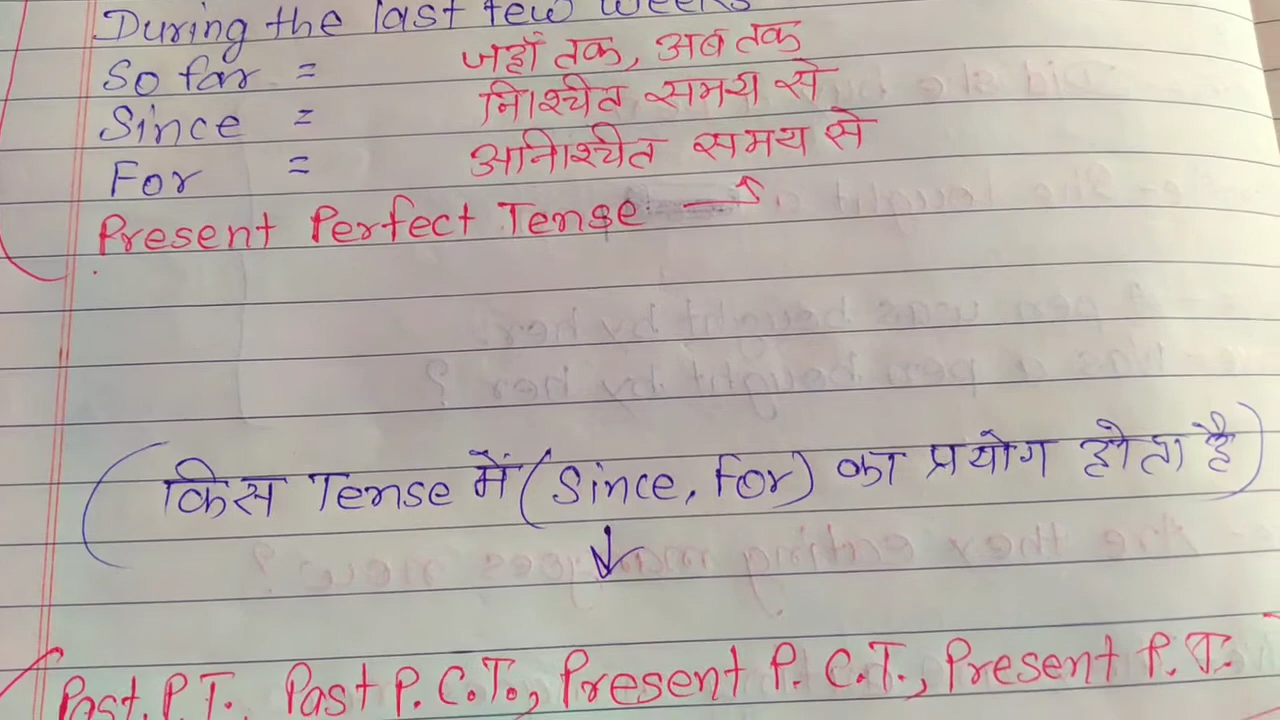 During the last few weeks
So far = जहाँ तक, अब तक
Since = निश्चीत समय से
For = अनिश्चीत समय से
Present Perfect Tense →
(किस Tense में (Since, For) का प्रयोग होता है)
↓
Past. P.T., Past P. C.T., Present P. C.T., Present P. T.